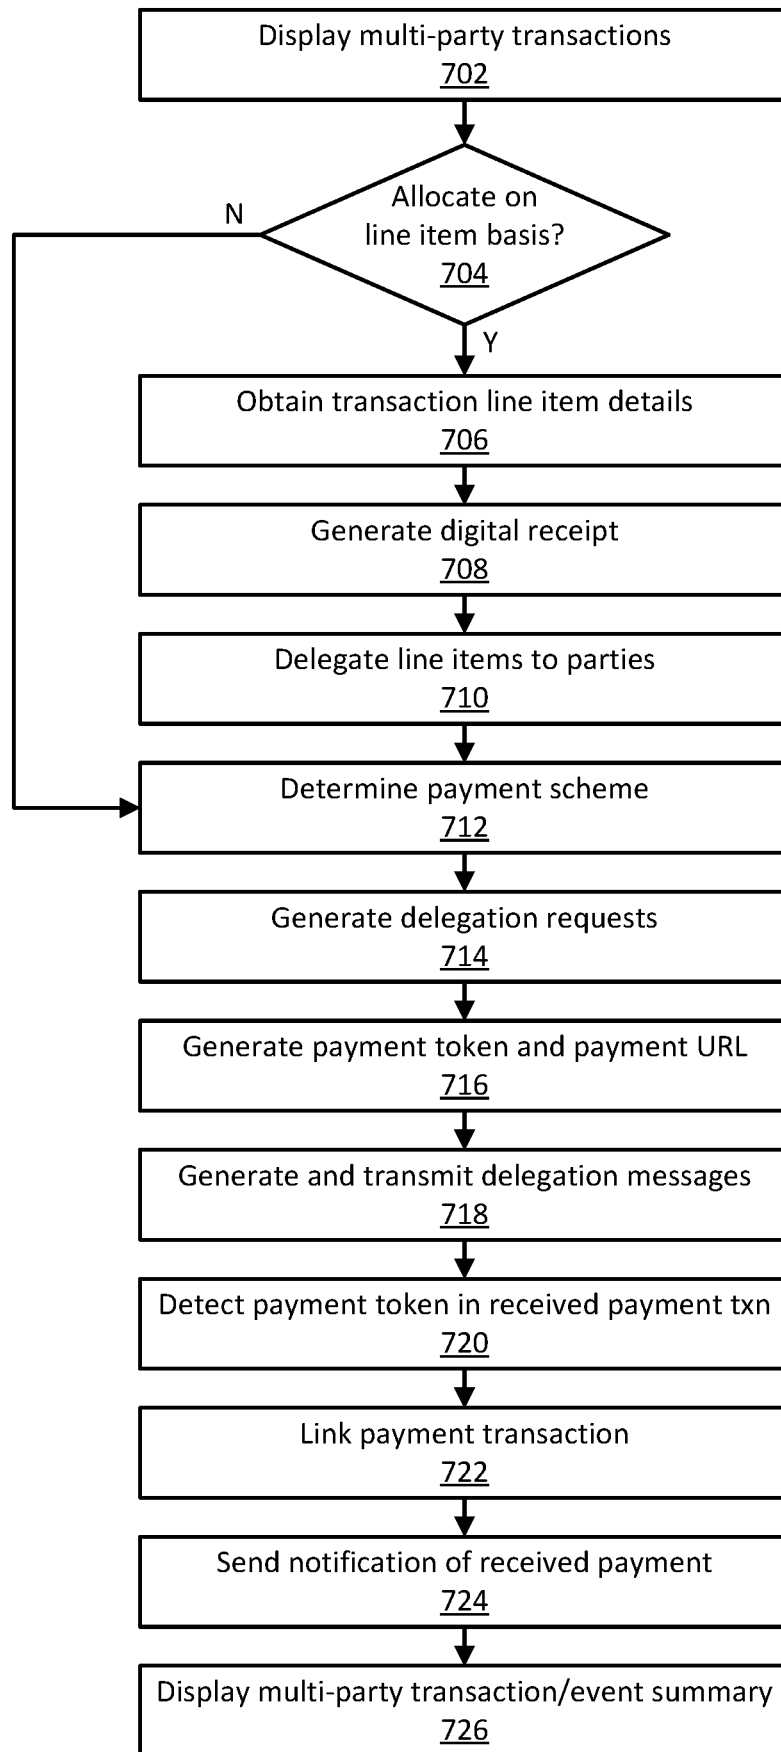 Display multi-party transactions
702
Allocate on
line item basis?
704
N
Y
Obtain transaction line item details
706
Generate digital receipt
708
Delegate line items to parties
710
Determine payment scheme
712
Generate delegation requests
714
Generate payment token and payment URL
716
Generate and transmit delegation messages
718
Detect payment token in received payment txn
720
Link payment transaction
722
Send notification of received payment
724
Display multi-party transaction/event summary
726